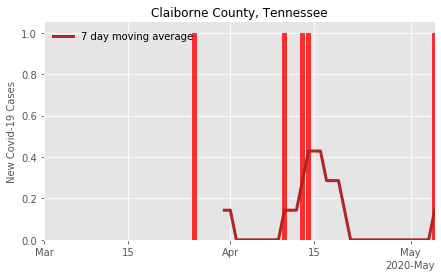 Claiborne County, Tennessee
7 day moving average
New Covid-19 Cases
1.0
0.8
0.6
0.4
0.2
0.0
Mar
15
Apr
15
May
2020-May